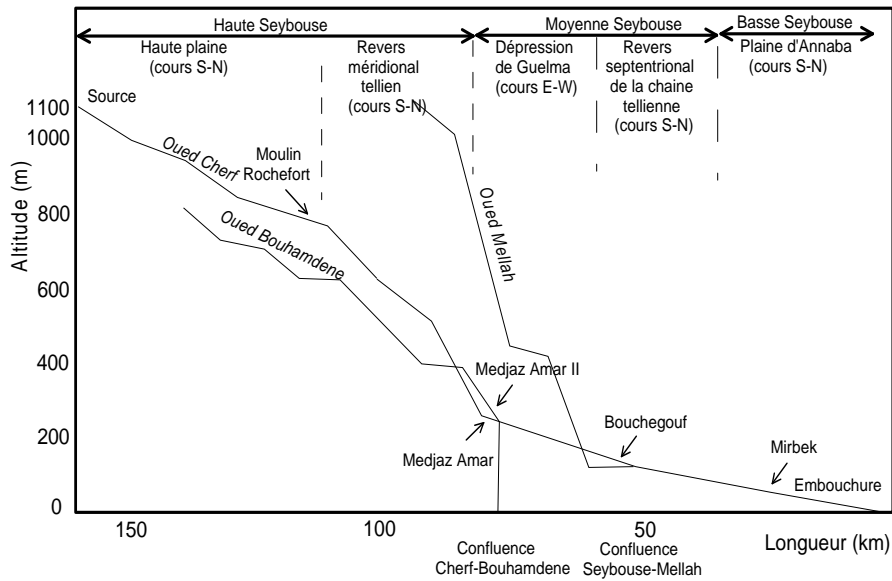 Haute Seybouse
Moyenne Seybouse
Basse Seybouse
Haute plaine
(cours S-N)
Revers
méridional
tellien
(cours S-N)
Dépression
de Guelma
(cours E-W)
Revers
septentrional
de la chaine
tellienne
(cours S-N)
Plaine d'Annaba
(cours S-N)
Altitude (m)
1100
1000
800
600
400
200
0
Source
Oued Cherf
Moulin
Rochefort
Oued Bouhamdene
Oued Mellah
Medjaz Amar II
Medjaz Amar
Bouchegouf
Mirbek
Embouchure
150
100
50
Longueur (km)
Confluence
Cherf-Bouhamdene
Confluence
Seybouse-Mellah